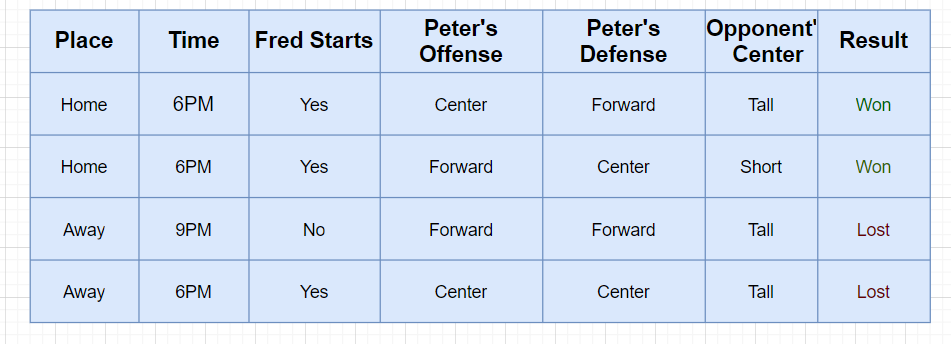 Place Time Fred Starts Peter's Offense Peter's Defense Opponent' Center Result
Home 6PM Yes Center Forward Tall Won
Home 6PM Yes Forward Center Short Won
Away 9PM No Forward Forward Tall Lost
Away 6PM Yes Center Center Tall Lost